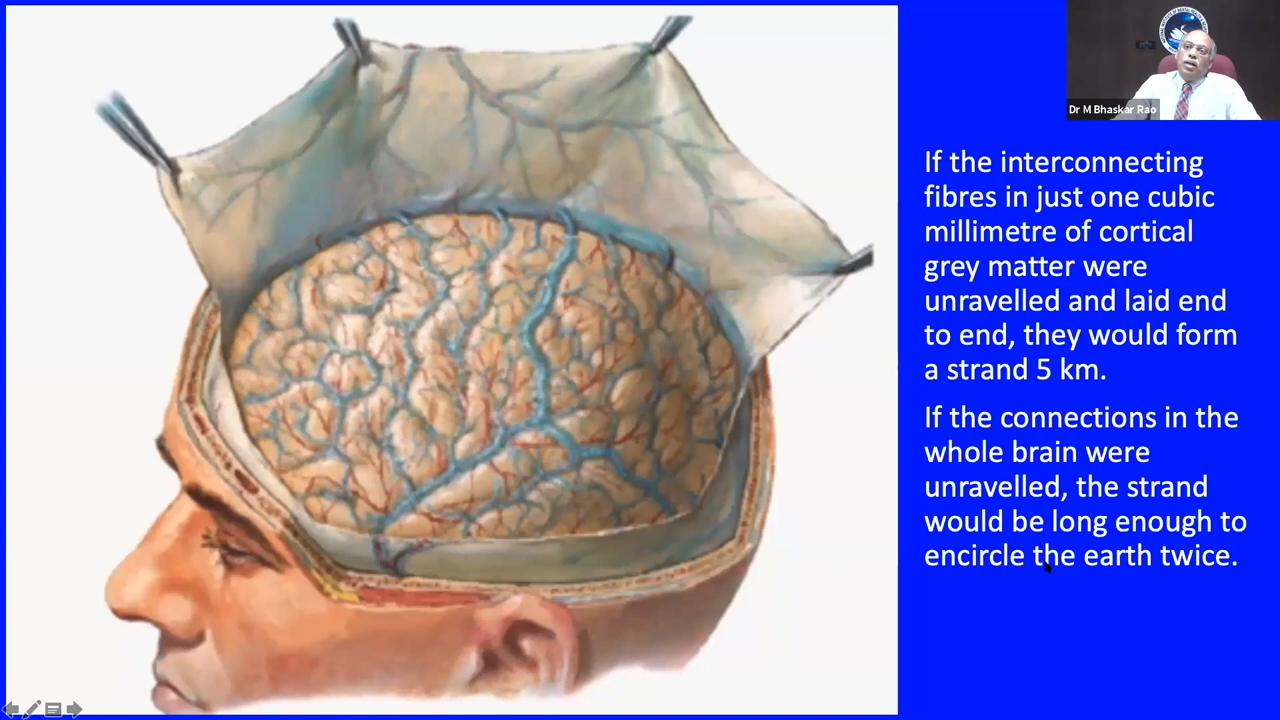 Dr M Bhaskar Rao
If the interconnecting
fibres in just one cubic
millimetre of cortical
grey matter were
unravelled and laid end
to end, they would form
a strand 5 km.
If the connections in the
whole brain were
unravelled, the strand
would be long enough to
encircle the earth twice.